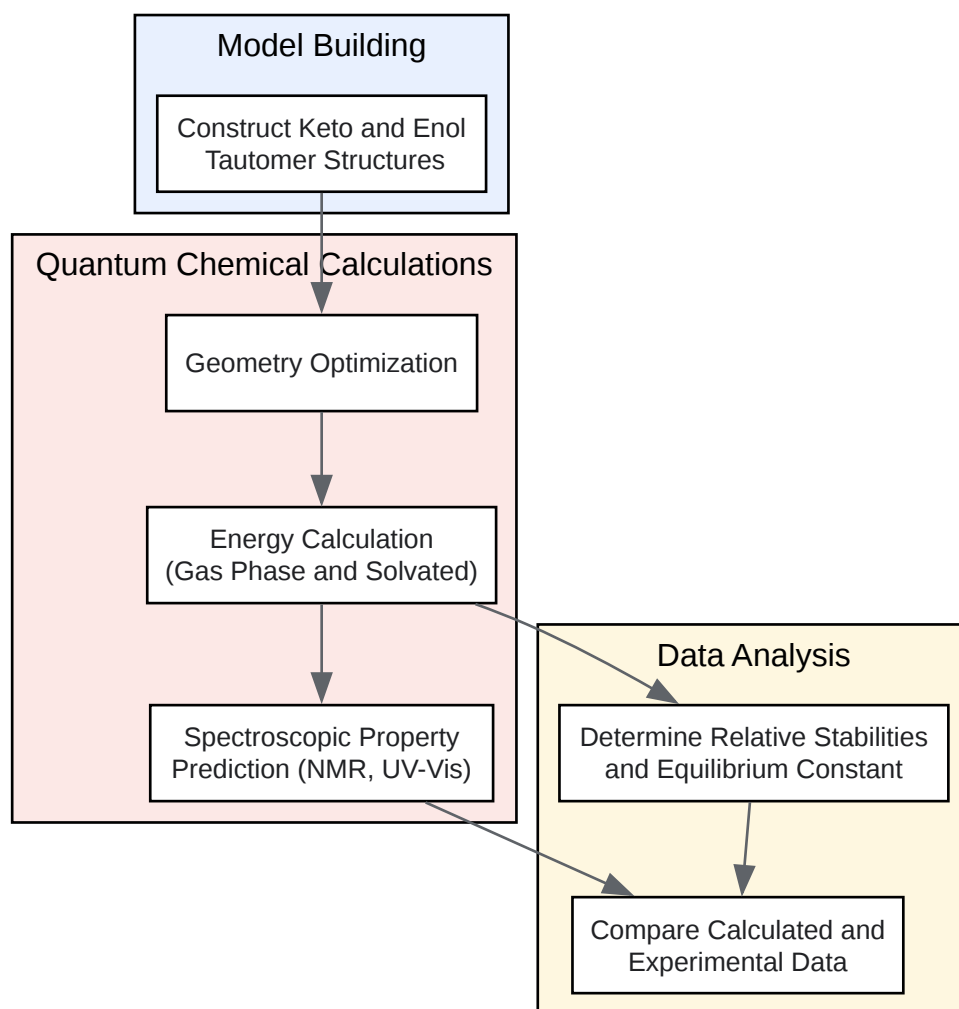 Model Building
Construct Keto and Enol
Tautomer Structures
Quantum Chemical Calculations
Geometry Optimization
Energy Calculation
(Gas Phase and Solvated)
Spectroscopic Property
Prediction (NMR, UV-Vis)
Data Analysis
Determine Relative Stabilities
and Equilibrium Constant
Compare Calculated and
Experimental Data